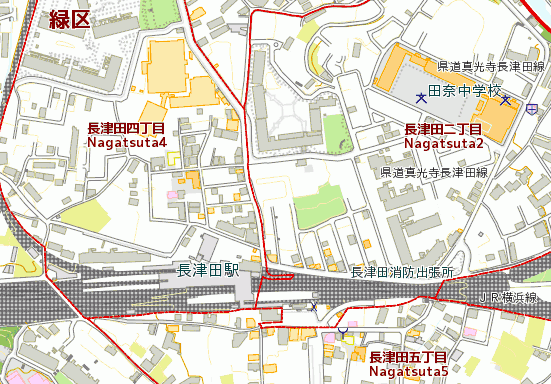 緑区
県道真光寺長津田線
田奈中学校
長津田四丁目
Nagatsuta4
長津田二丁目
Nagatsuta2
県道真光寺長津田線
長津田駅
長津田消防出張所
JR横浜線
長津田五丁目
Nagatsuta5